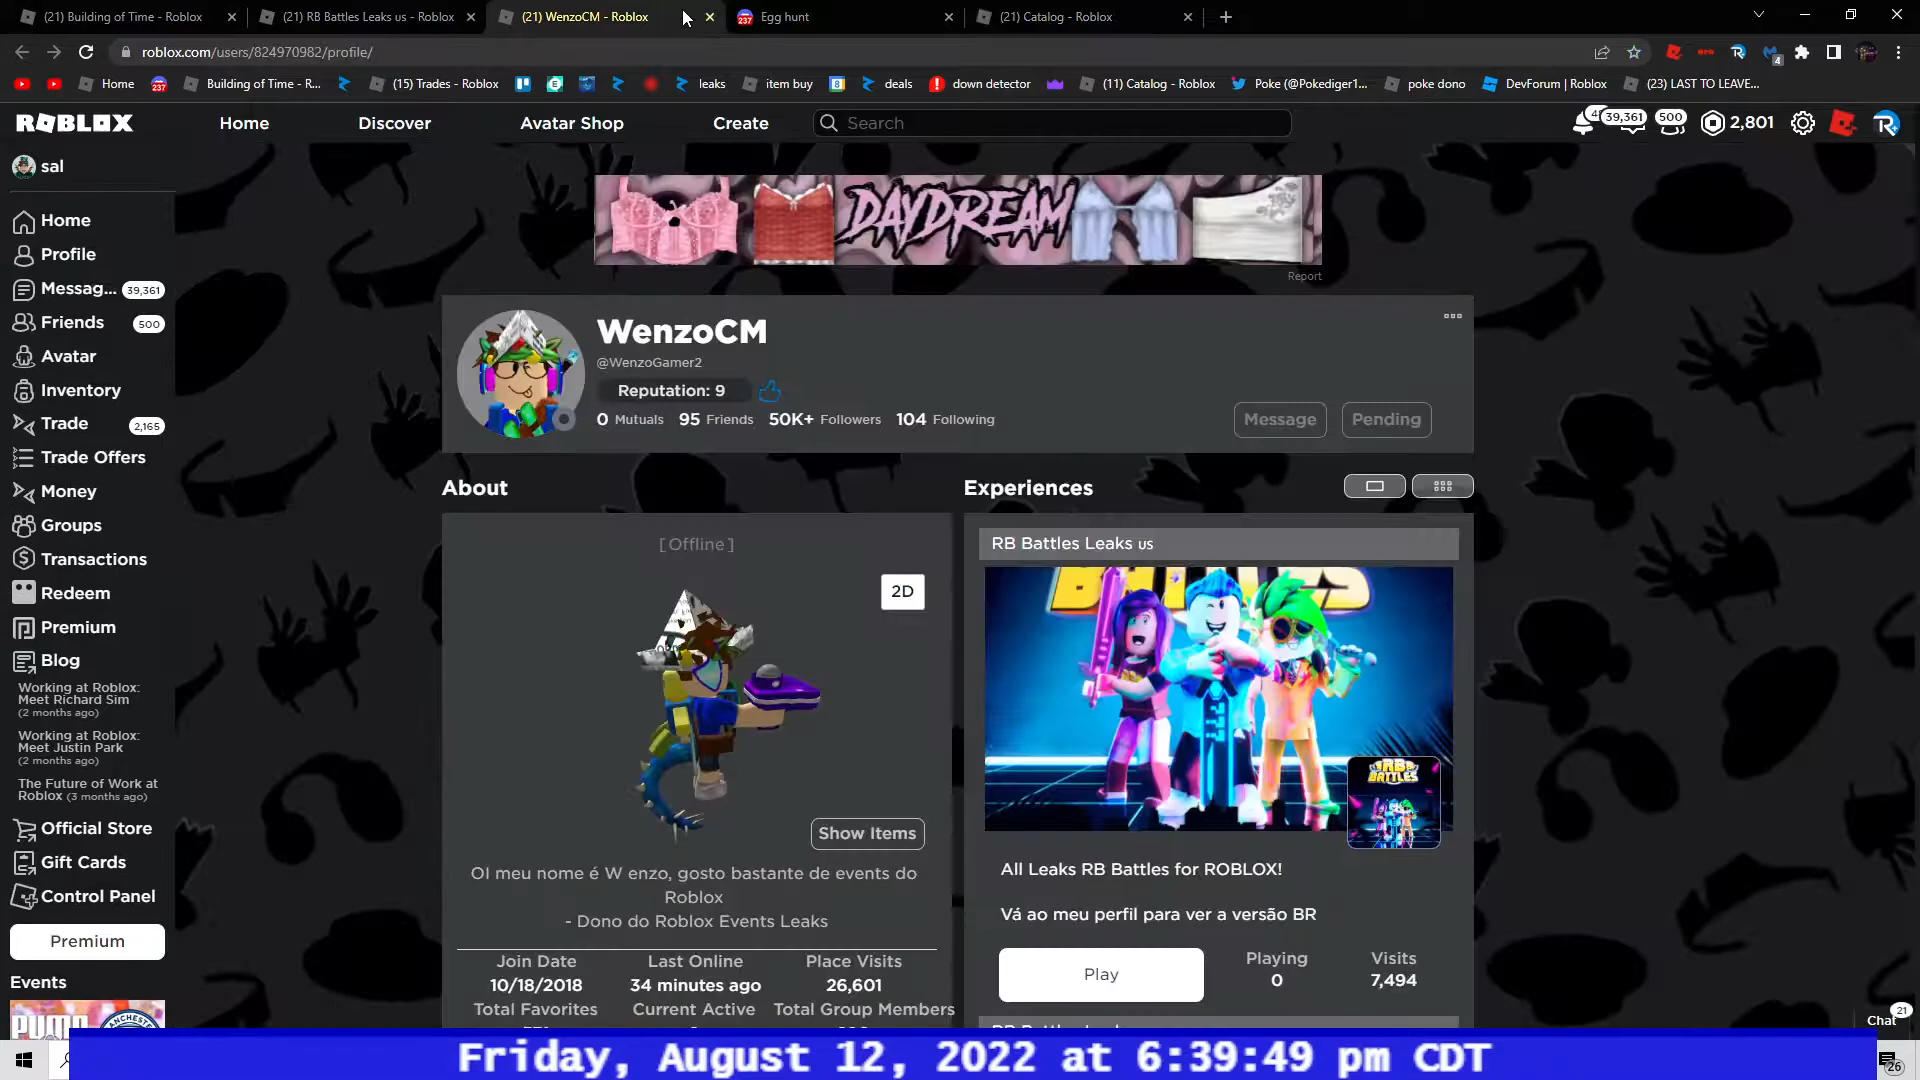 (21) Building of Time - Roblox
(21) RB Battles Leaks us - Roblox
(21) WenzoCM - Roblox
237
Egg hunt
(21) Catalog - Roblox
roblox.com/users/824970982/profile/
4
Home
237
Building of Time - R...
(15) Trades - Roblox
leaks
item buy
8
deals
down detector
(11) Catalog - Roblox
Poke (@Pokediger1...
poke dono
DevForum | Roblox
(23) LAST TO LEAVE...
ROBLOX
Home
Discover
Avatar Shop
Create
Search
39,361
500
2,801
sal
DAYDREAM
Report
Home
Profile
Messag... 39,361
Friends 500
Avatar
Inventory
Trade 2,165
Trade Offers
Money
Groups
Transactions
Redeem
Premium
Blog
Working at Roblox:
Meet Richard Sim
(2 months ago)
Working at Roblox:
Meet Justin Park
(2 months ago)
The Future of Work at
Roblox (3 months ago)
Official Store
Gift Cards
Control Panel
Premium
Events
WenzoCM
@WenzoGamer2
Reputation: 9
0 Mutuals 95 Friends 50K+ Followers 104 Following
Message
Pending
About
[Offline]
2D
Show Items
OI meu nome é W enzo, gosto bastante de events do
Roblox
- Dono do Roblox Events Leaks
Join Date Last Online Place Visits
10/18/2018 34 minutes ago 26,601
Total Favorites Current Active Total Group Members
Experiences
RB Battles Leaks us
RB
BATTLES
All Leaks RB Battles for ROBLOX!
Vá ao meu perfil para ver a versão BR
Play
Playing Visits
0 7,494
Chat 21
Friday, August 12, 2022 at 6:39:49 pm CDT
26